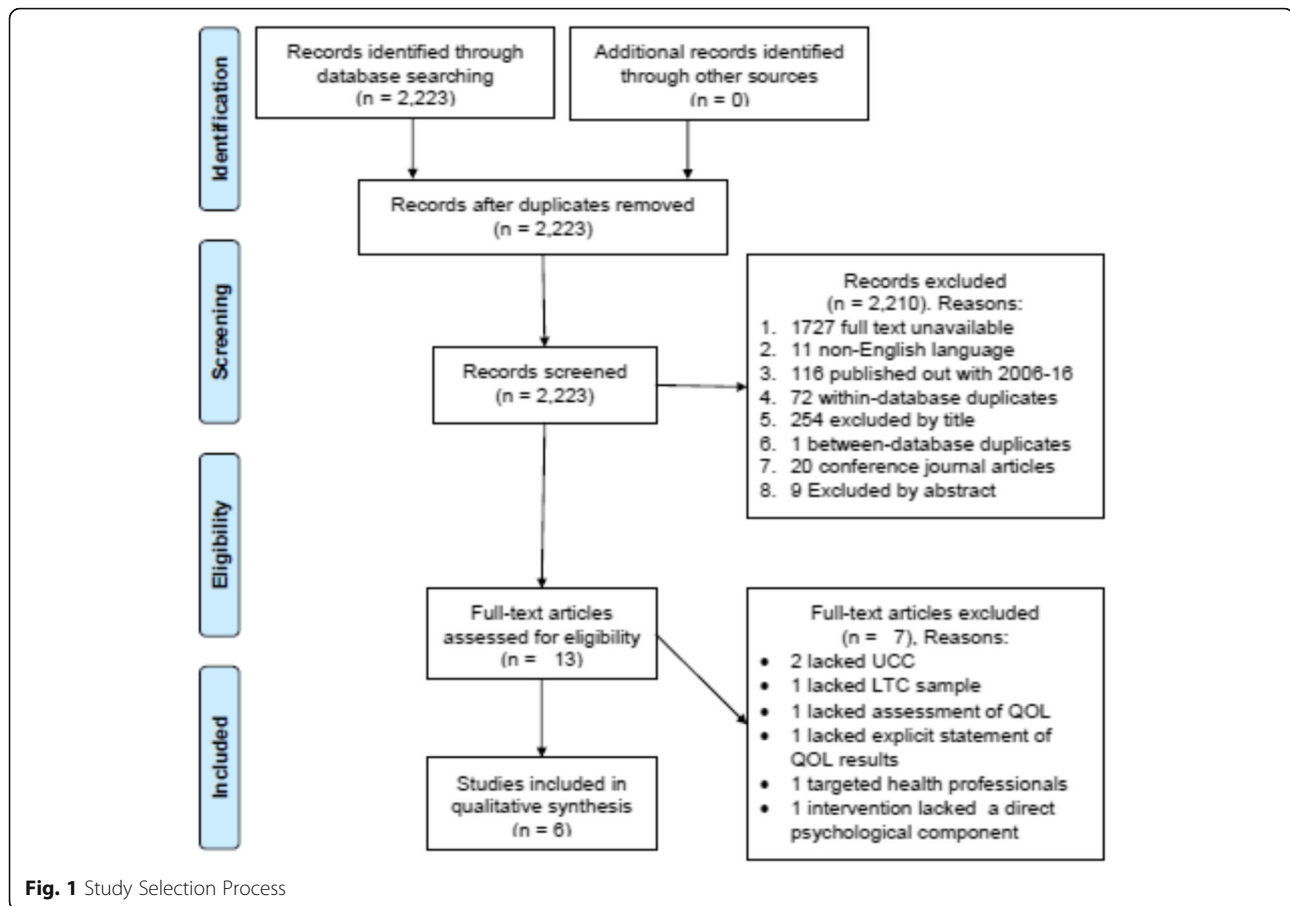 Identification
Records identified through
database searching
(n = 2,223)
Additional records identified
through other sources
(n = 0)
Records after duplicates removed
(n = 2,223)
Screening
Records screened
(n = 2,223)
Records excluded
(n = 2,210). Reasons:
1. 1727 full text unavailable
2. 11 non-English language
3. 116 published out with 2006-16
4. 72 within-database duplicates
5. 254 excluded by title
6. 1 between-database duplicates
7. 20 conference journal articles
8. 9 Excluded by abstract
Eligibility
Full-text articles
assessed for eligibility
(n = 13)
Full-text articles excluded
(n = 7), Reasons:
• 2 lacked UCC
• 1 lacked LTC sample
• 1 lacked assessment of QOL
• 1 lacked explicit statement of
QOL results
• 1 targeted health professionals
• 1 intervention lacked a direct
psychological component
Included
Studies included in
qualitative synthesis
(n = 6)
Fig. 1 Study Selection Process